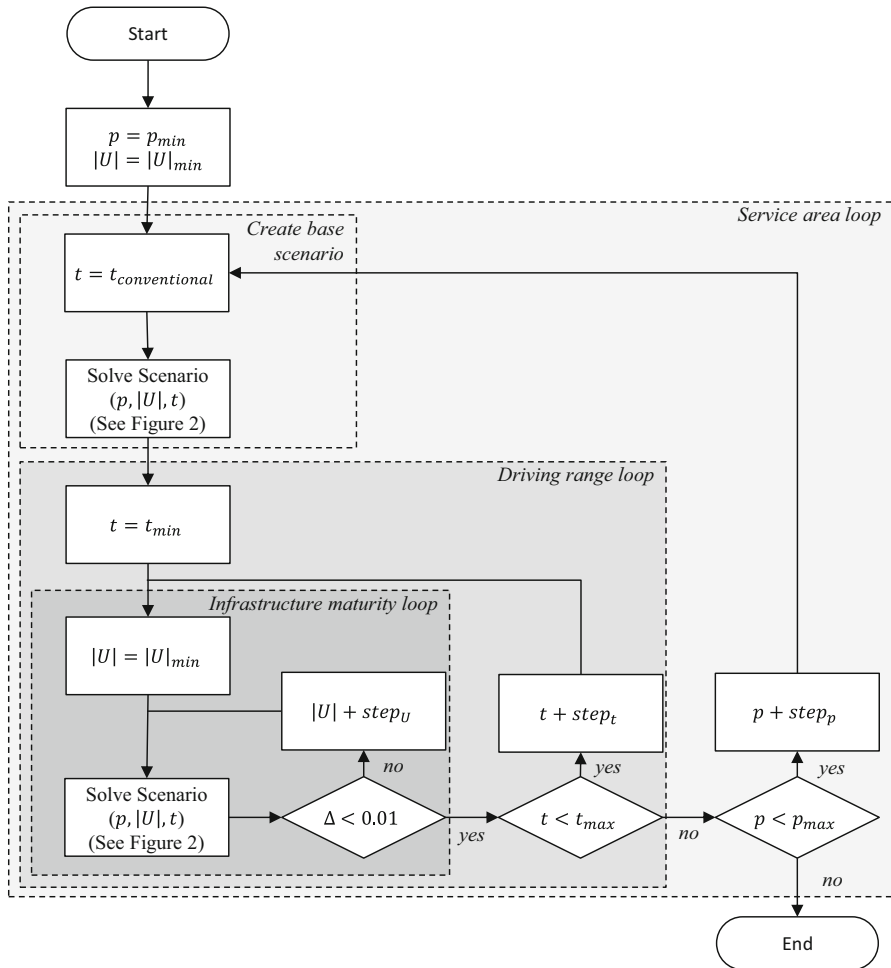 Start
p = p_min
|U| = |U|_min
Service area loop
Create base
scenario
t = t_conventional
Solve Scenario
(p, |U|, t)
(See Figure 2)
Driving range loop
t = t_min
Infrastructure maturity loop
|U| = |U|_min
|U| + step_U
t + step_t
p + step_p
no
yes
yes
Solve Scenario
(p, |U|, t)
(See Figure 2)
Δ < 0.01
yes
t < t_max
no
p < p_max
no
End